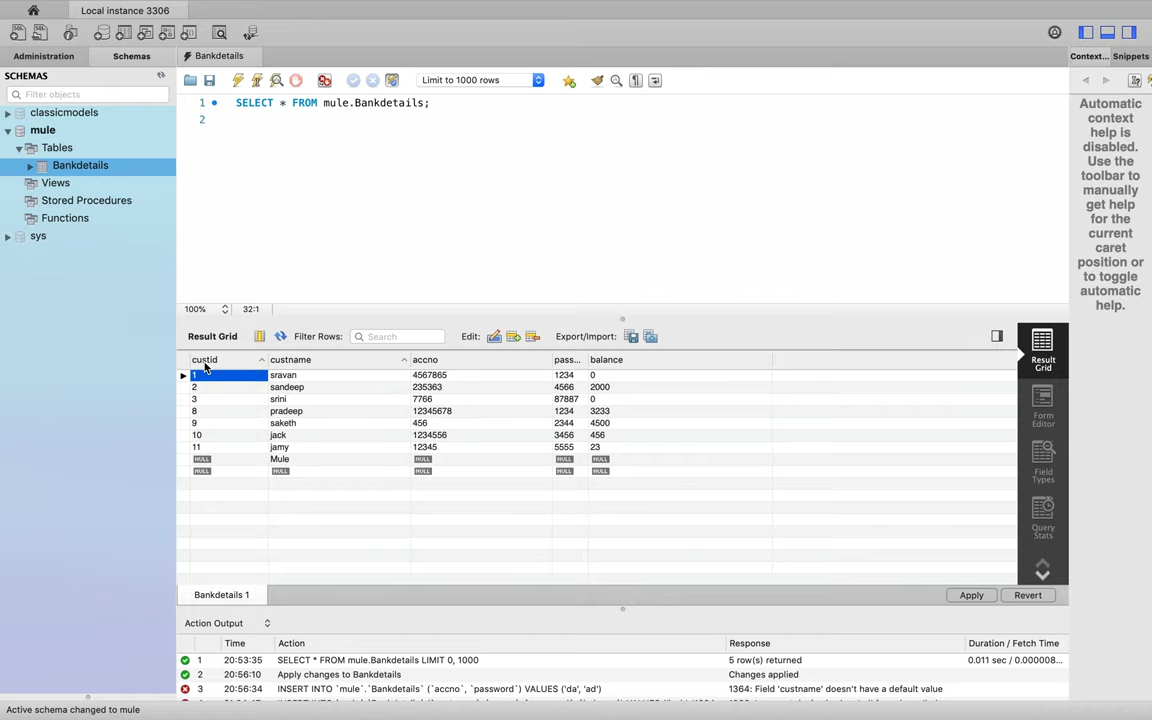 Local instance 3306
Administration Schemas Bankdetails Context... Snippets
SCHEMAS
Filter objects
classicmodels
mule
Tables
Bankdetails
Views
Stored Procedures
Functions
sys
Limit to 1000 rows
1 SELECT * FROM mule.Bankdetails;
2
Automatic
context
help is
disabled.
Use the
toolbar to
manually
get help
for the
current
caret
position or
to toggle
automatic
help.
100% 32:1
Result Grid Filter Rows: Search Edit: Export/Import:
custid custname accno pass... balance
1 sravan 4567865 1234 0
2 sandeep 235363 4566 2000
3 srini 7766 87887 0
8 pradeep 12345678 1234 3233
9 saketh 456 2344 4500
10 jack 1234556 3456 456
11 jamy 12345 5555 23
NULL Mule NULL NULL NULL
NULL NULL NULL NULL NULL
Result
Grid
Form
Editor
Field
Types
Query
Stats
Bankdetails 1 Apply Revert
Action Output
Time Action Response Duration / Fetch Time
1 20:53:35 SELECT * FROM mule.Bankdetails LIMIT 0, 1000 5 row(s) returned 0.011 sec / 0.000008...
2 20:56:10 Apply changes to Bankdetails Changes applied
3 20:56:34 INSERT INTO `mule`.`Bankdetails` (`accno`, `password`) VALUES ('da', 'ad') 1364: Field 'custname' doesn't have a default value
Active schema changed to mule